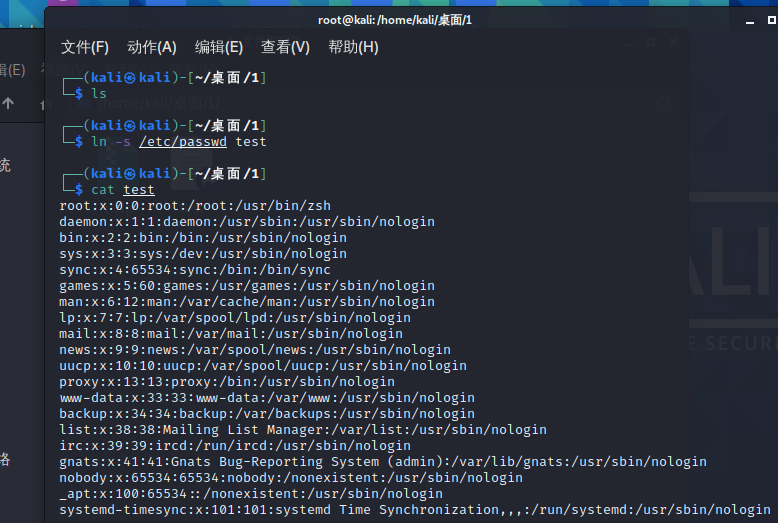 root@kali:/home/kali/桌面/1
文件(F) 动作(A) 编辑(E) 查看(V) 帮助(H)
辑(E)
/home/kali/桌面/1/
┌──(kali㉿kali)-[~/桌面/1]
└─$ ls
┌──(kali㉿kali)-[~/桌面/1]
└─$ ln -s /etc/passwd test
统
┌──(kali㉿kali)-[~/桌面/1]
└─$ cat test
root:x:0:0:root:/root:/usr/bin/zsh
daemon:x:1:1:daemon:/usr/sbin:/usr/sbin/nologin
bin:x:2:2:bin:/bin:/usr/sbin/nologin
sys:x:3:3:sys:/dev:/usr/sbin/nologin
sync:x:4:65534:sync:/bin:/bin/sync
games:x:5:60:games:/usr/games:/usr/sbin/nologin
man:x:6:12:man:/var/cache/man:/usr/sbin/nologin
lp:x:7:7:lp:/var/spool/lpd:/usr/sbin/nologin
mail:x:8:8:mail:/var/mail:/usr/sbin/nologin
news:x:9:9:news:/var/spool/news:/usr/sbin/nologin
uucp:x:10:10:uucp:/var/spool/uucp:/usr/sbin/nologin
proxy:x:13:13:proxy:/bin:/usr/sbin/nologin
www-data:x:33:33:www-data:/var/www:/usr/sbin/nologin
backup:x:34:34:backup:/var/backups:/usr/sbin/nologin
list:x:38:38:Mailing List Manager:/var/list:/usr/sbin/nologin
irc:x:39:39:ircd:/run/ircd:/usr/sbin/nologin
gnats:x:41:41:Gnats Bug-Reporting System (admin):/var/lib/gnats:/usr/sbin/nologin
nobody:x:65534:65534:nobody:/nonexistent:/usr/sbin/nologin
_apt:x:100:65534::/nonexistent:/usr/sbin/nologin
systemd-timesync:x:101:101:systemd Time Synchronization,,,:/run/systemd:/usr/sbin/nologin
ALI
E SECUR
络